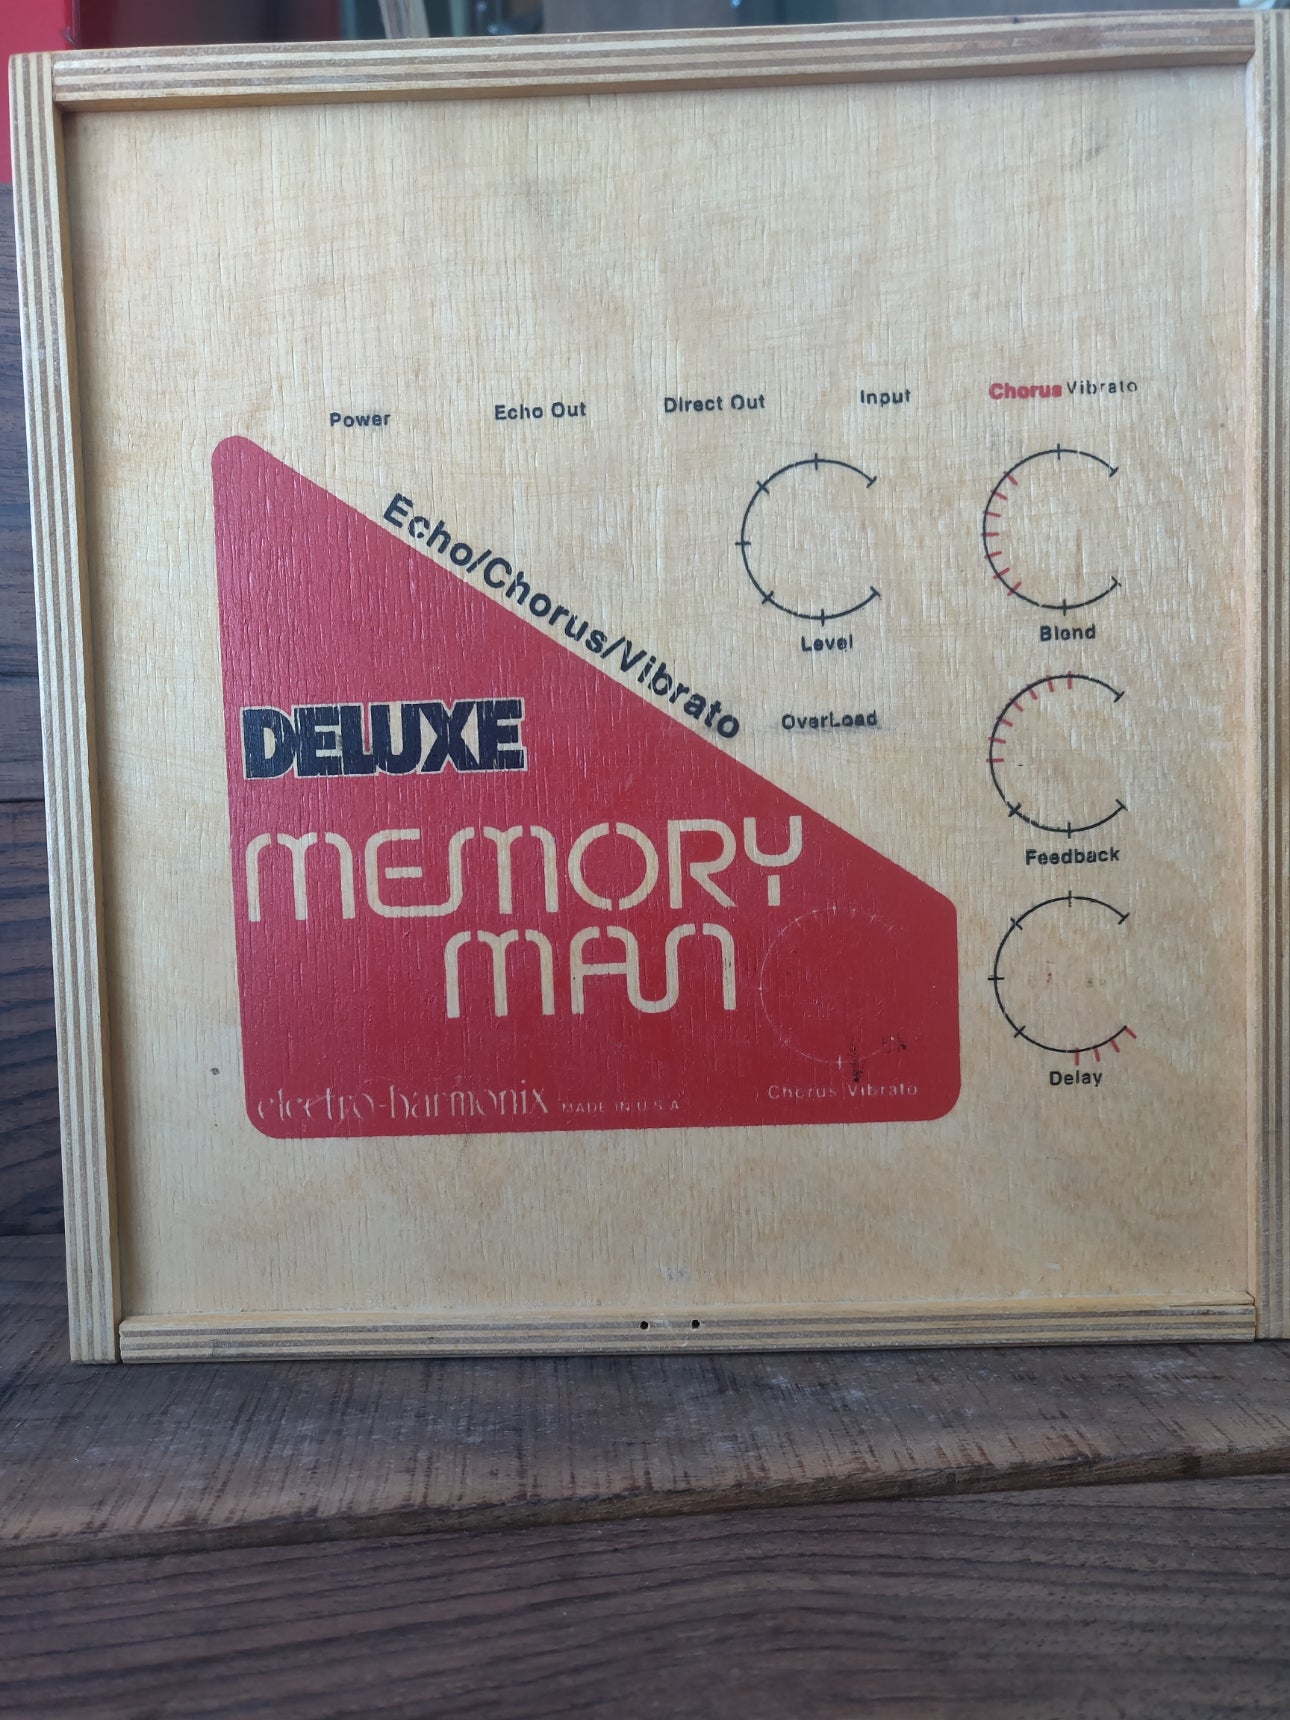 Power Echo Out Direct Out Input Chorus Vibrato
Echo/Chorus/Vibrato
Level
Blend
OverLoad
DELUXE
MEMORY
MAN
Feedback
electro-harmonix MADE IN U.S.A.
Chorus Vibrato
Delay